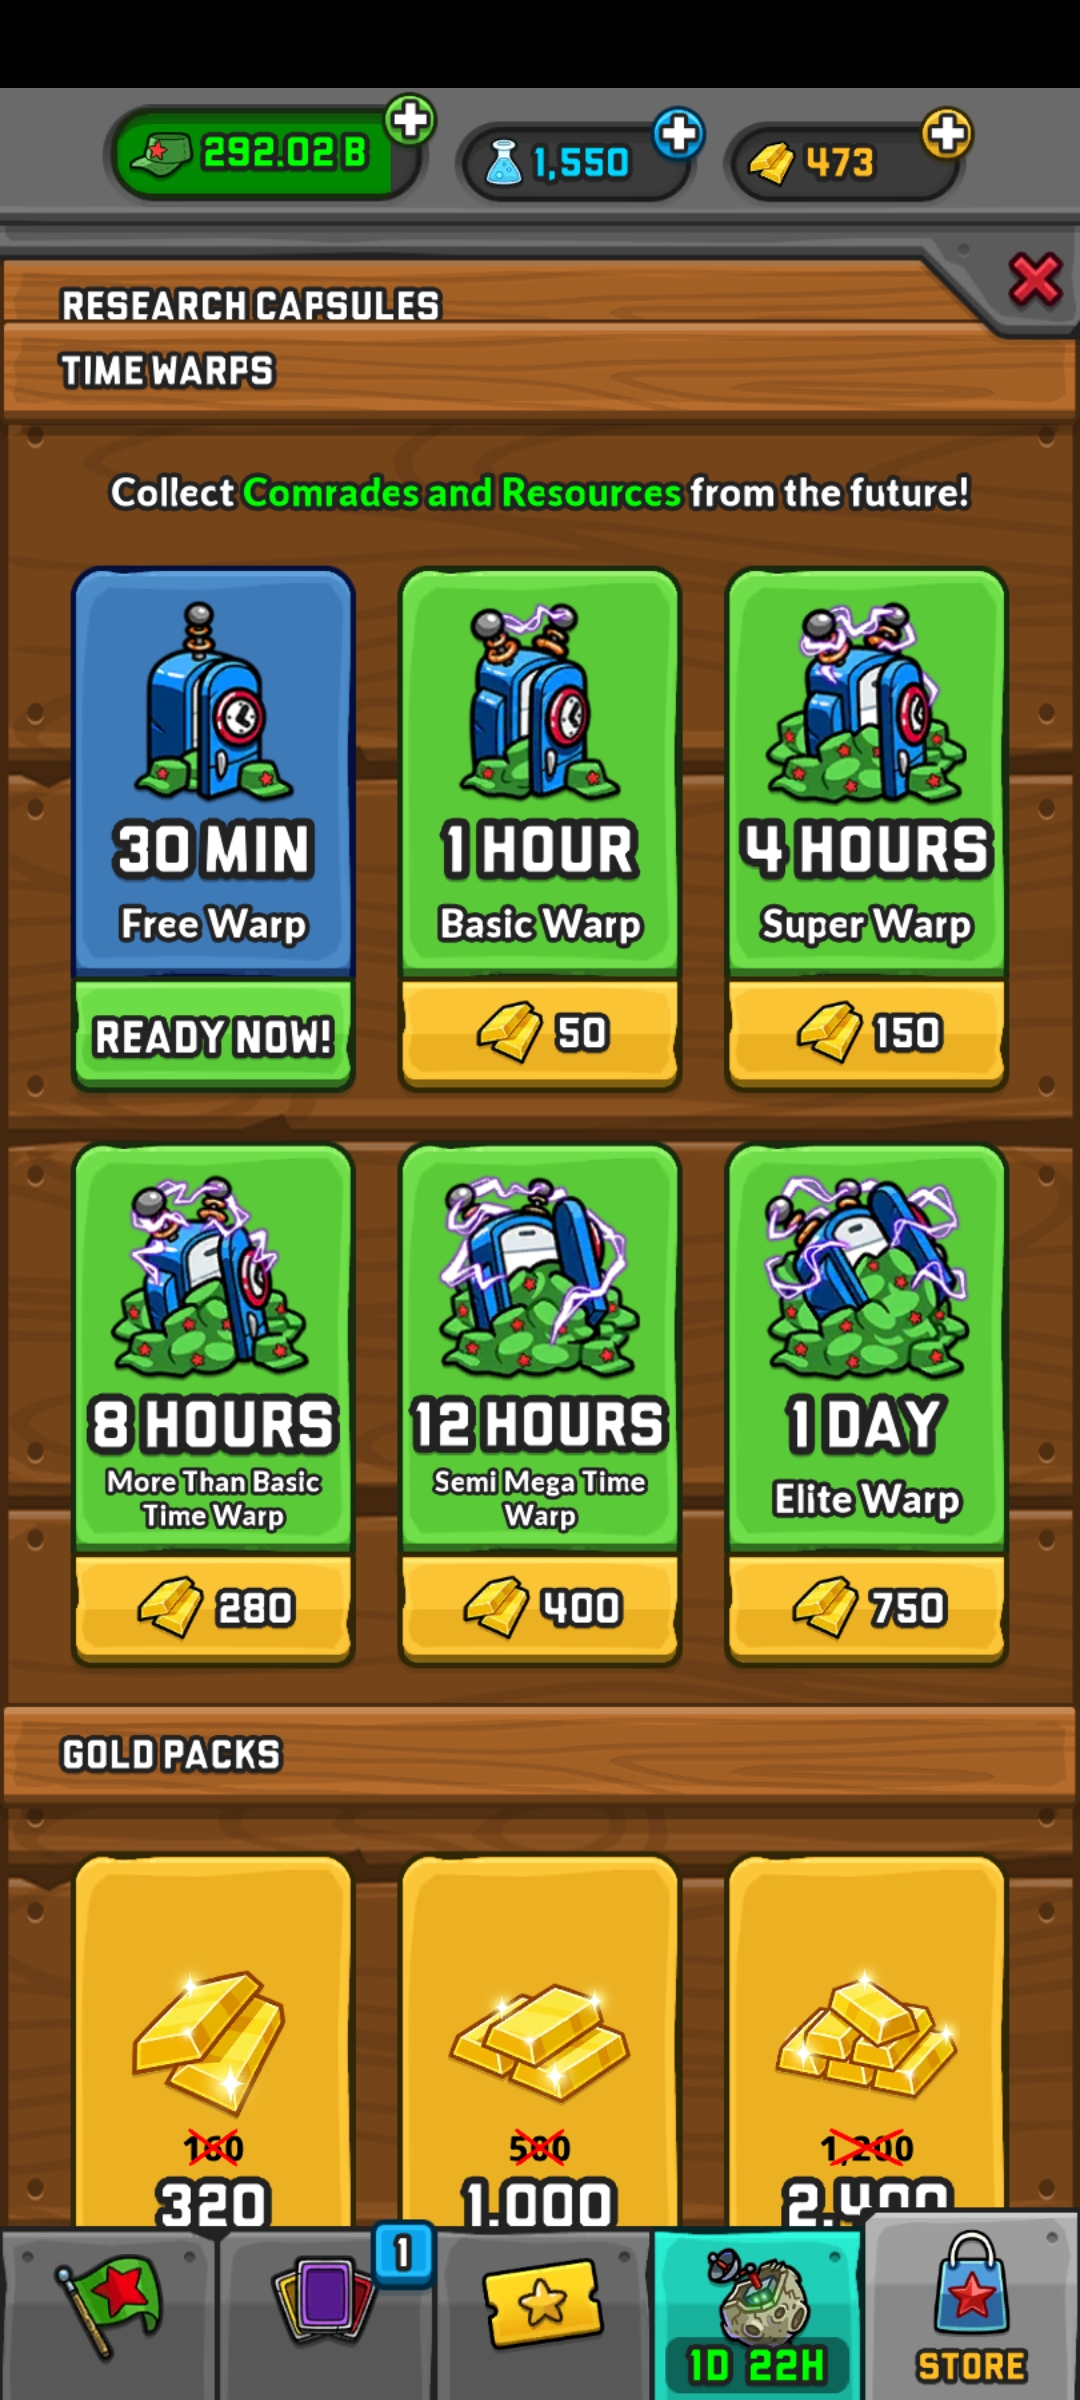 292.02 B
1,550
473
RESEARCH CAPSULES
TIME WARPS
Collect Comrades and Resources from the future!
30 MIN
Free Warp
READY NOW!
1 HOUR
Basic Warp
50
4 HOURS
Super Warp
150
8 HOURS
More Than Basic
Time Warp
280
12 HOURS
Semi Mega Time
Warp
400
1 DAY
Elite Warp
750
GOLD PACKS
160
320
500
1,000
1,200
2,400
1
1D 22H
STORE